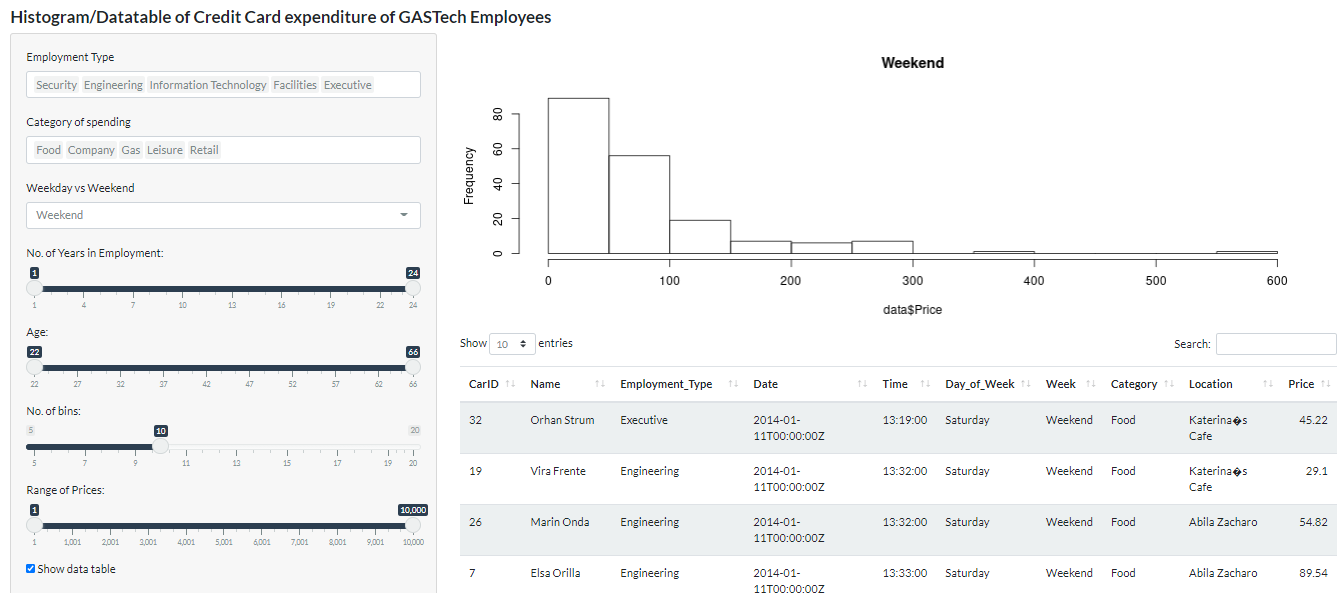 Histogram/Datatable of Credit Card expenditure of GASTech Employees
Employment Type
Security Engineering Information Technology Facilities Executive
Category of spending
Food Company Gas Leisure Retail
Weekday vs Weekend
Weekend
No. of Years in Employment:
1 24
1 4 7 10 13 16 19 22 24
Age:
22 66
22 27 32 37 42 47 52 57 62 66
No. of bins:
5 10 20
5 7 9 11 13 15 17 19 20
Range of Prices:
1 10,000
1 1,001 2,001 3,001 4,001 5,001 6,001 7,001 8,001 9,001 10,000
Show data table
Weekend
Frequency
80
60
40
20
0
0 100 200 300 400 500 600
data$Price
Show 10 entries
Search:
CarID Name Employment_Type Date Time Day_of_Week Week Category Location Price
32 Orhan Strum Executive 2014-01- 13:19:00 Saturday Weekend Food Katerina�s 45.22
11T00:00:00Z Cafe
19 Vira Frente Engineering 2014-01- 13:32:00 Saturday Weekend Food Katerina�s 29.1
11T00:00:00Z Cafe
26 Marin Onda Engineering 2014-01- 13:32:00 Saturday Weekend Food Abila Zacharo 54.82
11T00:00:00Z
7 Elsa Orilla Engineering 2014-01- 13:33:00 Saturday Weekend Food Abila Zacharo 89.54
11T00:00:00Z